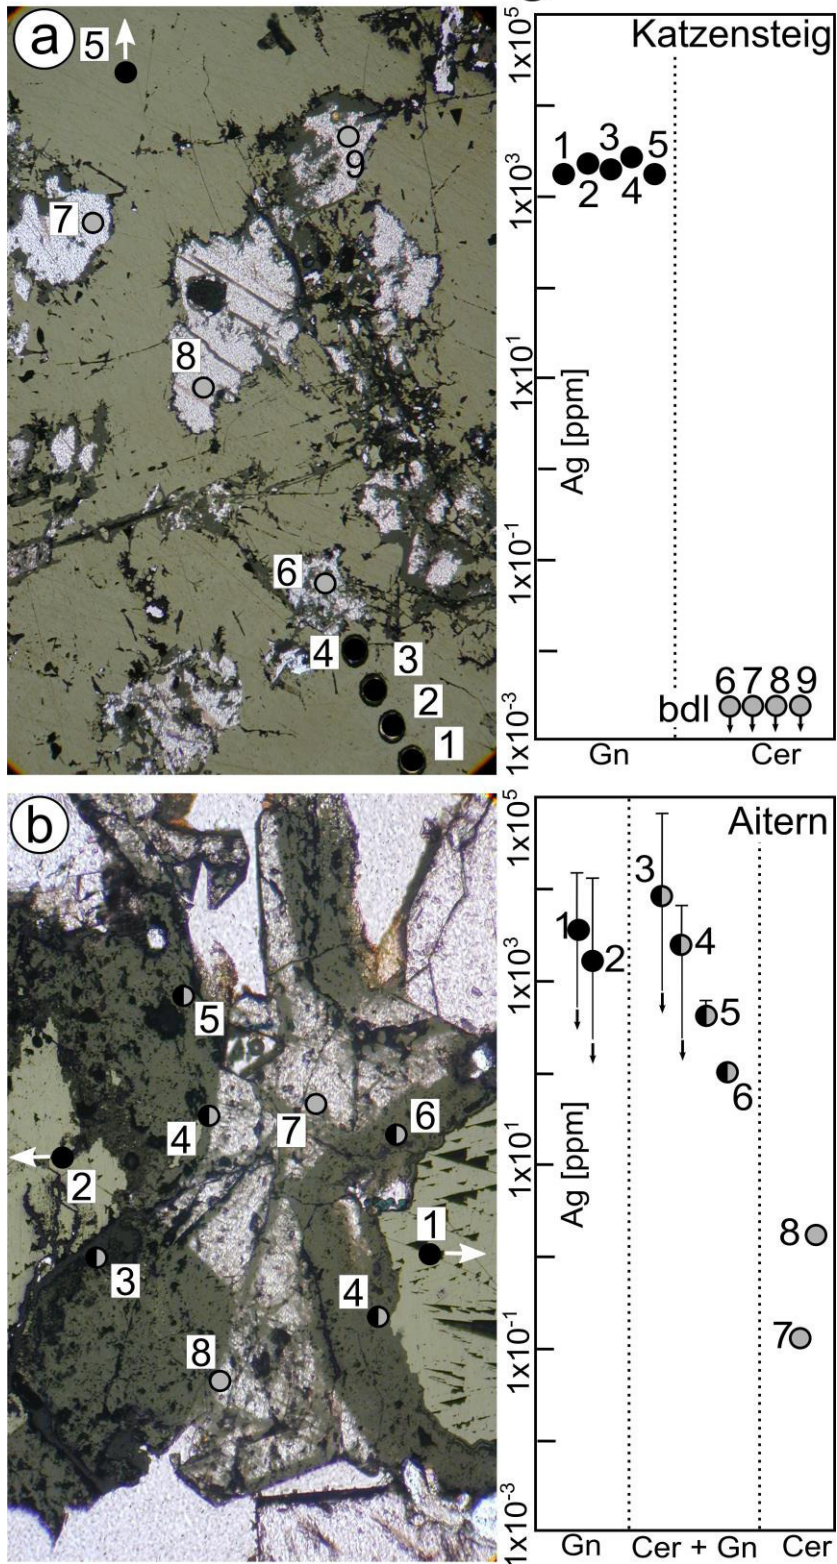 a
5
9
7
8
6
4
3
2
1
Katzensteig
1x10^5
1x10^3
1x10^1
1x10^-1
1x10^-3
Ag [ppm]
1 3 5
2 4
6 7 8 9
bdl
Gn Cer
b
5
4
7
6
2
1
3
4
8
Aitern
1x10^5
1x10^3
1x10^1
1x10^-1
1x10^-3
Ag [ppm]
3
1
4
2
5
6
8
7
Gn Cer + Gn Cer